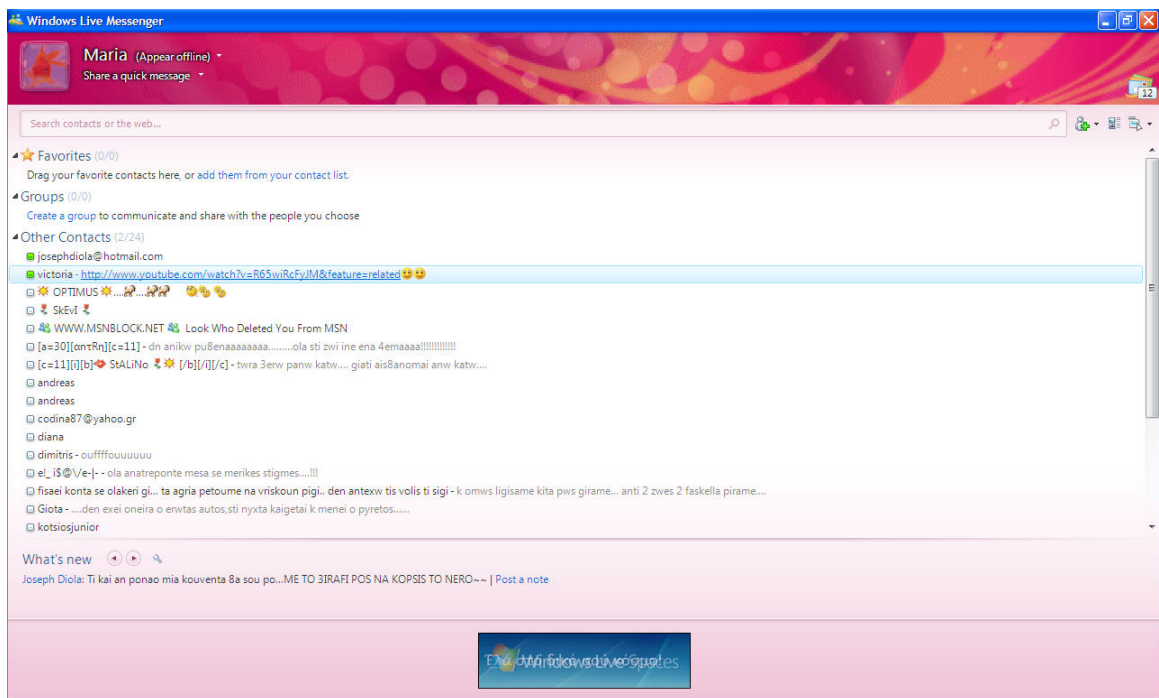 Windows Live Messenger
Maria (Appear offline)
Share a quick message
12
Search contacts or the web...
Favorites (0/0)
Drag your favorite contacts here, or add them from your contact list.
Groups (0/0)
Create a group to communicate and share with the people you choose
Other Contacts (2/24)
josephdiola@hotmail.com
victoria - http://www.youtube.com/watch?v=R65wiRcFyJM&feature=related
OPTIMUS ....
SkEvI
WWW.MSNBLOCK.NET Look Who Deleted You From MSN
[a=30][αητRη][c=11] - dn anikw pu8enaaaaaaaa.........ola sti zwi ine ena 4emaaaa!!!!!!!!!!!!!
[c=11][i][b] StALiNo [/b][/i][/c] - twra 3erw panw katw.... giati ais8anomai anw katw....
andreas
andreas
codina87@yahoo.gr
diana
dimitris - ouffffouuuuuu
e!_ i$@\/e-|- - ola anatreponte mesa se merikes stigmes....!!!
fisaei konta se olakeri gi... ta agria petoume na vriskoun pigi.. den antexw tis volis ti sigi - k omws ligisame kita pws girame... anti 2 zwes 2 faskella pirame....
Giota - ....den exei oneira o erwtas autos,sti nyxta kaigetai k menei o pyretos......
kotsiosjunior
What's new
Joseph Diola: Ti kai an ponao mia kouventa 8a sou po...ME TO 3IRAFI POS NA KOPSIS TO NERO~~ | Post a note